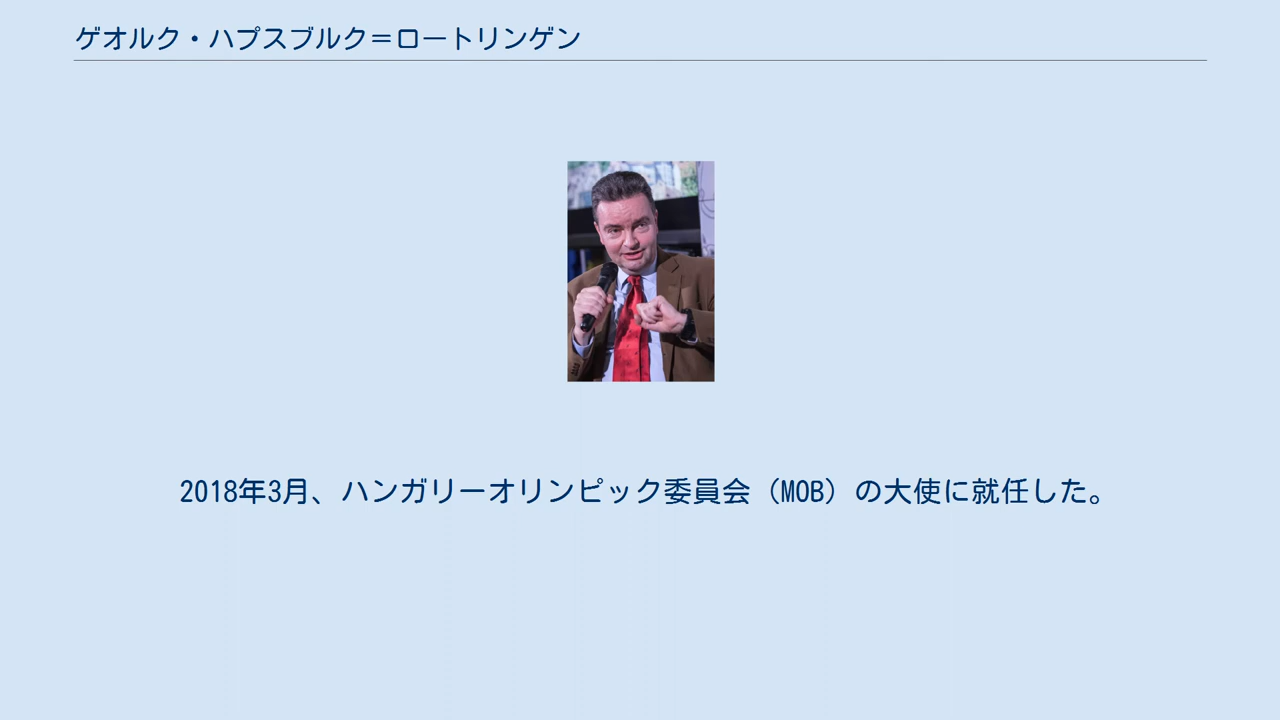 ゲオルク・ハプスブルク＝ロートリンゲン
2018年3月、ハンガリーオリンピック委員会（MOB）の大使に就任した。